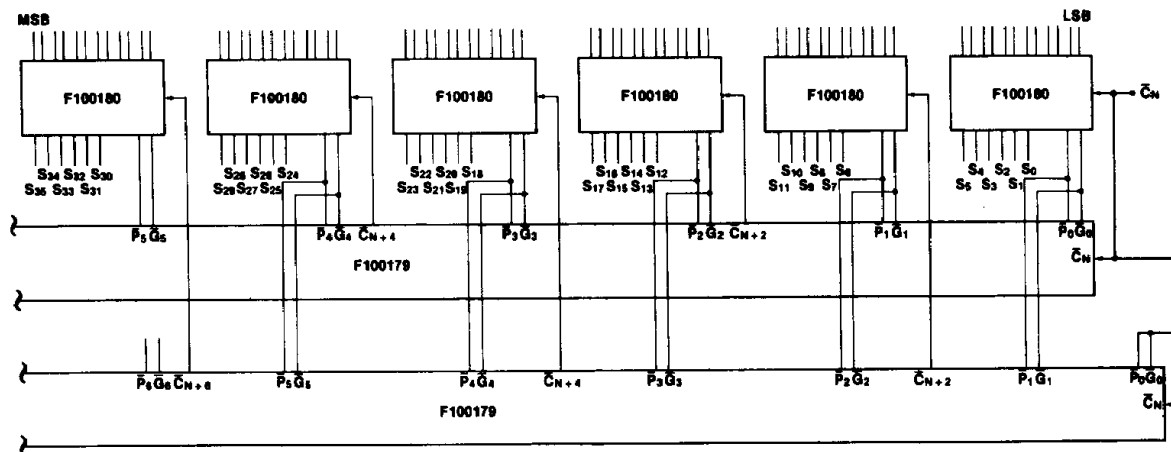 MSB LSB
F100180 F100180 F100180 F100180 F100180 F100180 C̄N
S34 S32 S30 S28 S26 S24 S22 S20 S18 S16 S14 S12 S10 S8 S6 S4 S2 S0
S35 S33 S31 S29 S27 S25 S23 S21 S19 S17 S15 S13 S11 S9 S7 S5 S3 S1
P̄5 Ḡ5 P̄4 Ḡ4 C̄N+4 P̄3 Ḡ3 P̄2 Ḡ2 C̄N+2 P̄1 Ḡ1 P̄0 Ḡ0
F100179 C̄N
P̄6 Ḡ6 C̄N+6 P̄5 Ḡ5 P̄4 Ḡ4 C̄N+4 P̄3 Ḡ3 P̄2 Ḡ2 C̄N+2 P̄1 Ḡ1 P̄0 Ḡ0
F100179 C̄N